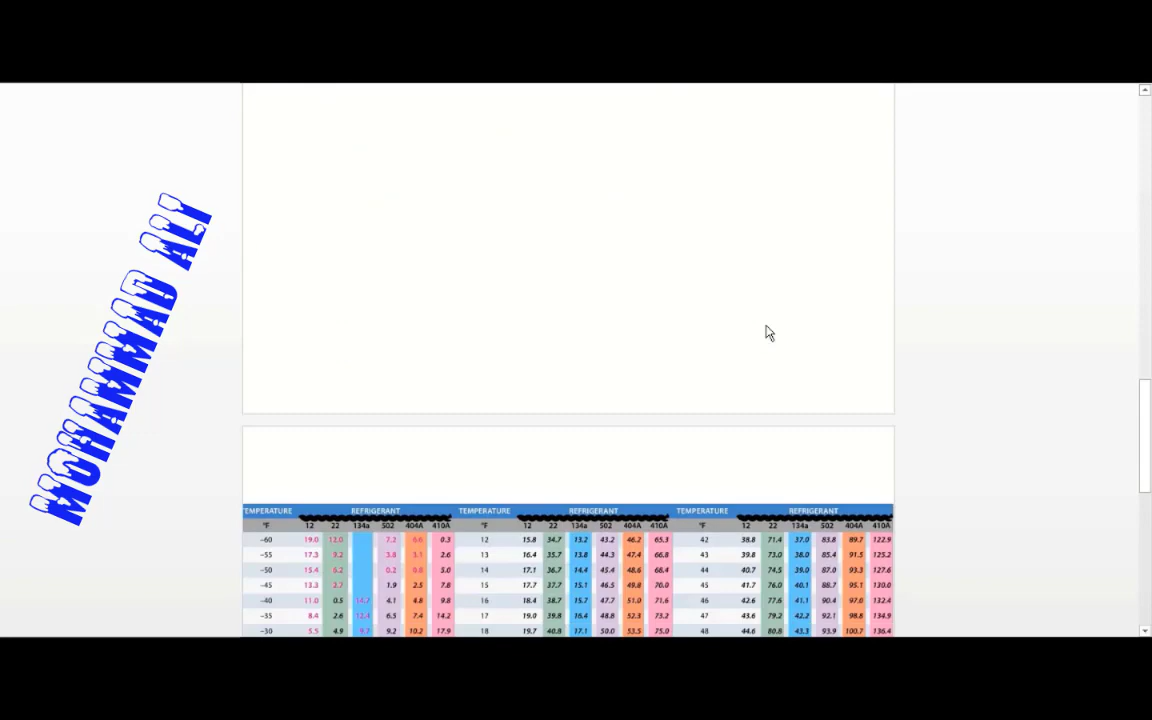 MOHAMMAD ALI
TEMPERATURE REFRIGERANT TEMPERATURE REFRIGERANT TEMPERATURE REFRIGERANT
°F 12 22 134a 502 404A 410A °F 12 22 134a 502 404A 410A °F 12 22 134a 502 404A 410A
-60 19.0 12.0 7.2 6.6 0.3 12 15.8 34.7 13.2 43.2 46.2 65.3 42 38.8 71.4 37.0 83.8 89.7 122.9
-55 17.3 9.2 3.8 3.1 2.6 13 16.4 35.7 13.8 44.3 47.4 66.8 43 39.8 73.0 38.0 85.4 91.5 125.2
-50 15.4 6.2 0.2 0.8 5.0 14 17.1 36.7 14.4 45.4 48.6 68.4 44 40.7 74.5 39.0 87.0 93.3 127.6
-45 13.3 2.7 1.9 2.5 7.8 15 17.7 37.7 15.1 46.5 49.8 70.0 45 41.7 76.0 40.1 88.7 95.1 130.0
-40 11.0 0.5 14.7 4.1 4.8 9.8 16 18.4 38.7 15.7 47.7 51.0 71.6 46 42.6 77.6 41.1 90.4 97.0 132.4
-35 8.4 2.6 12.4 6.5 7.4 14.2 17 19.0 39.8 16.4 48.8 52.3 73.2 47 43.6 79.2 42.2 92.1 98.8 134.9
-30 5.5 4.9 9.7 9.2 10.2 17.9 18 19.7 40.8 17.1 50.0 53.5 75.0 48 44.6 80.8 43.3 93.9 100.7 136.4